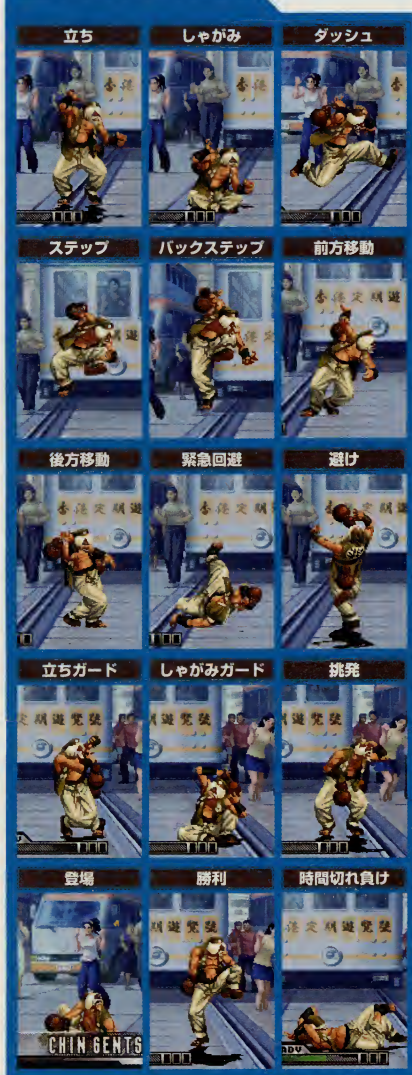 立ち
しゃがみ
ダッシュ
ステップ
バックステップ
前方移動
後方移動
緊急回避
避け
立ちガード
しゃがみガード
挑発
登場
勝利
時間切れ負け
CHIN GENTS